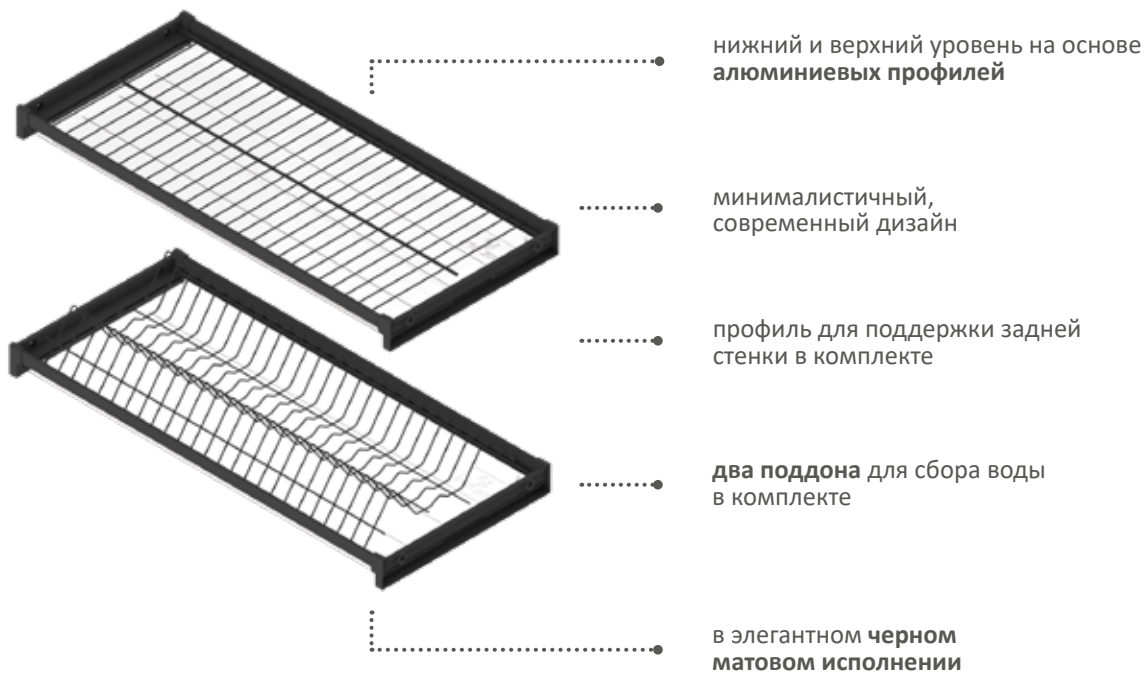 нижний и верхний уровень на основе
алюминиевых профилей
минималистичный,
современный дизайн
профиль для поддержки задней
стенки в комплекте
два поддона для сбора воды
в комплекте
в элегантном черном
матовом исполнении